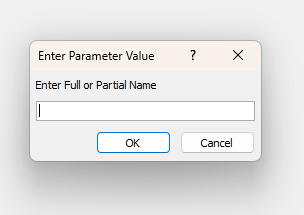 Enter Parameter Value ?
Enter Full or Partial Name
OK Cancel